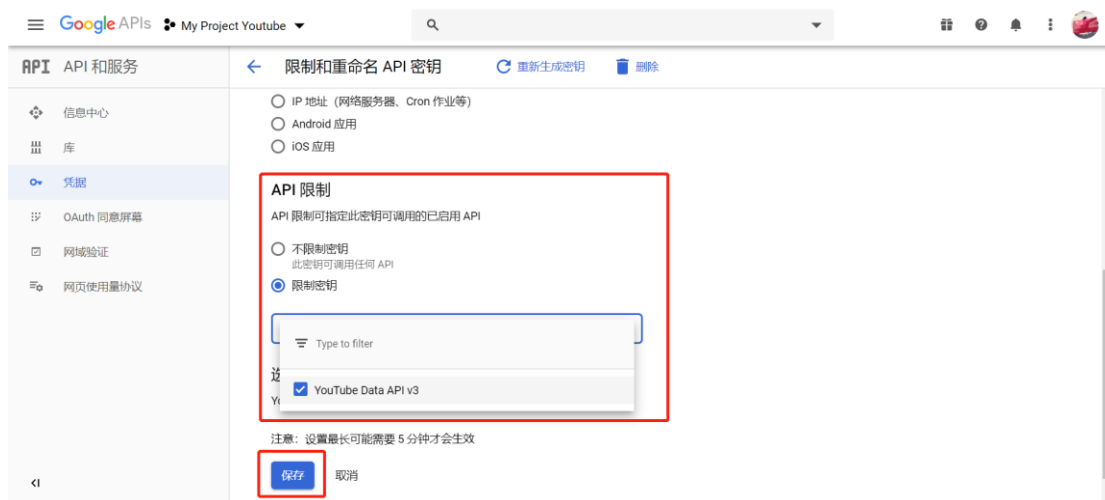 Google APIs My Project Youtube
API API 和服务
限制和重命名 API 密钥
重新生成密钥
删除
信息中心
库
凭据
OAuth 同意屏幕
网域验证
网页使用量协议
IP 地址（网络服务器、Cron 作业等）
Android 应用
iOS 应用
API 限制
API 限制可指定此密钥可调用的已启用 API
不限制密钥
此密钥可调用任何 API
限制密钥
Type to filter
YouTube Data API v3
注意：设置最长可能需要 5 分钟才会生效
保存
取消